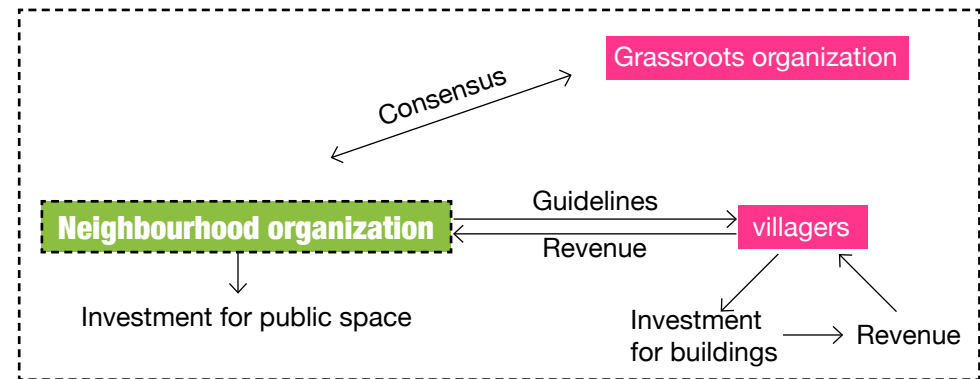 Grassroots organization
Consensus
Neighbourhood organization
Guidelines
Revenue
villagers
Investment for public space
Investment
for buildings
Revenue